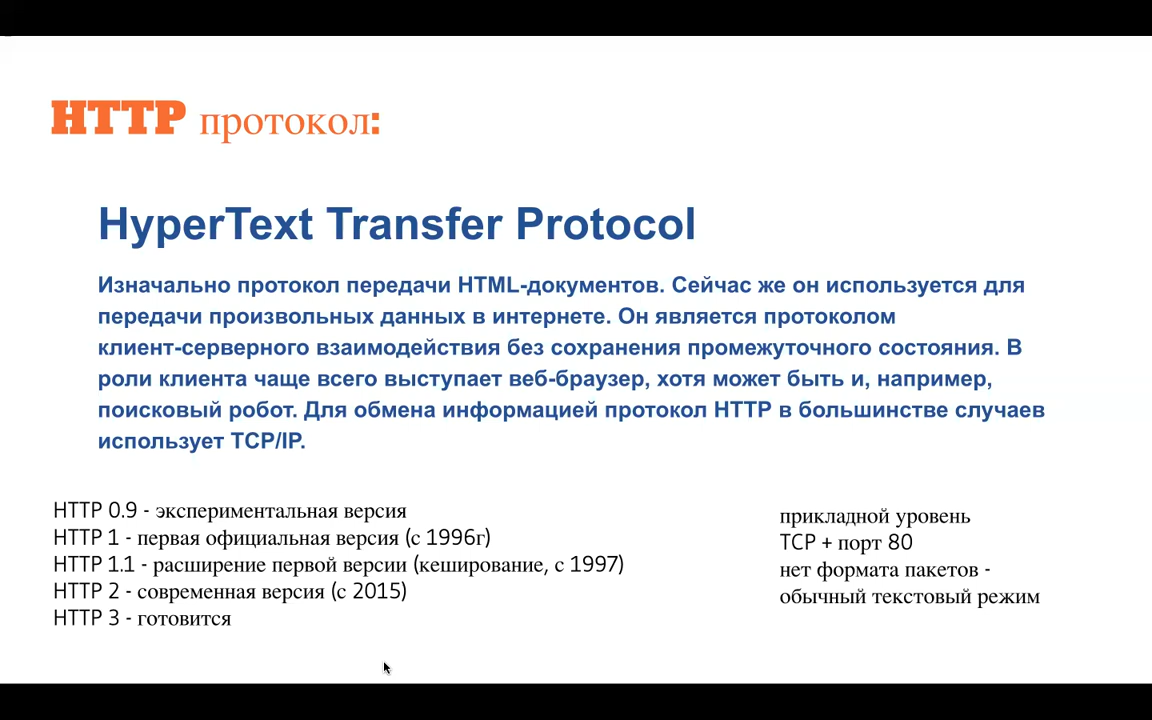 HTTP протокол:
HyperText Transfer Protocol
Изначально протокол передачи HTML-документов. Сейчас же он используется для
передачи произвольных данных в интернете. Он является протоколом
клиент-серверного взаимодействия без сохранения промежуточного состояния. В
роли клиента чаще всего выступает веб-браузер, хотя может быть и, например,
поисковый робот. Для обмена информацией протокол HTTP в большинстве случаев
использует TCP/IP.
HTTP 0.9 - экспериментальная версия
HTTP 1 - первая официальная версия (с 1996г)
HTTP 1.1 - расширение первой версии (кеширование, с 1997)
HTTP 2 - современная версия (с 2015)
HTTP 3 - готовится
прикладной уровень
TCP + порт 80
нет формата пакетов -
обычный текстовый режим